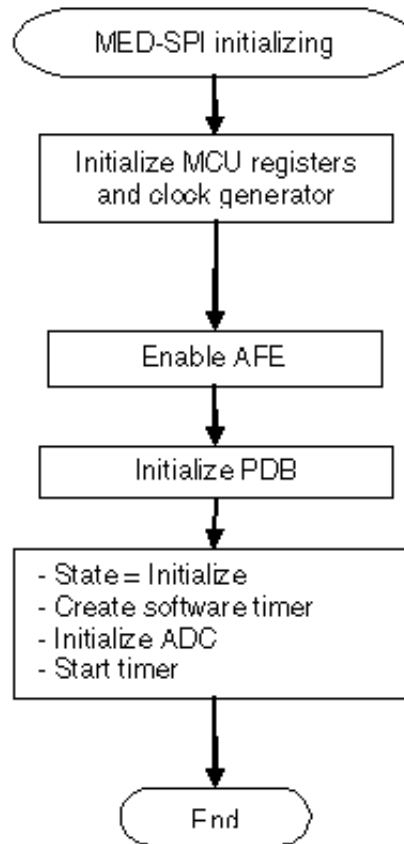 MED-SPI initializing
Initialize MCU registers
and clock generator
Enable AFE
Initialize PDB
- State = Initialize
- Create software timer
- Initialize ADC
- Start timer
End